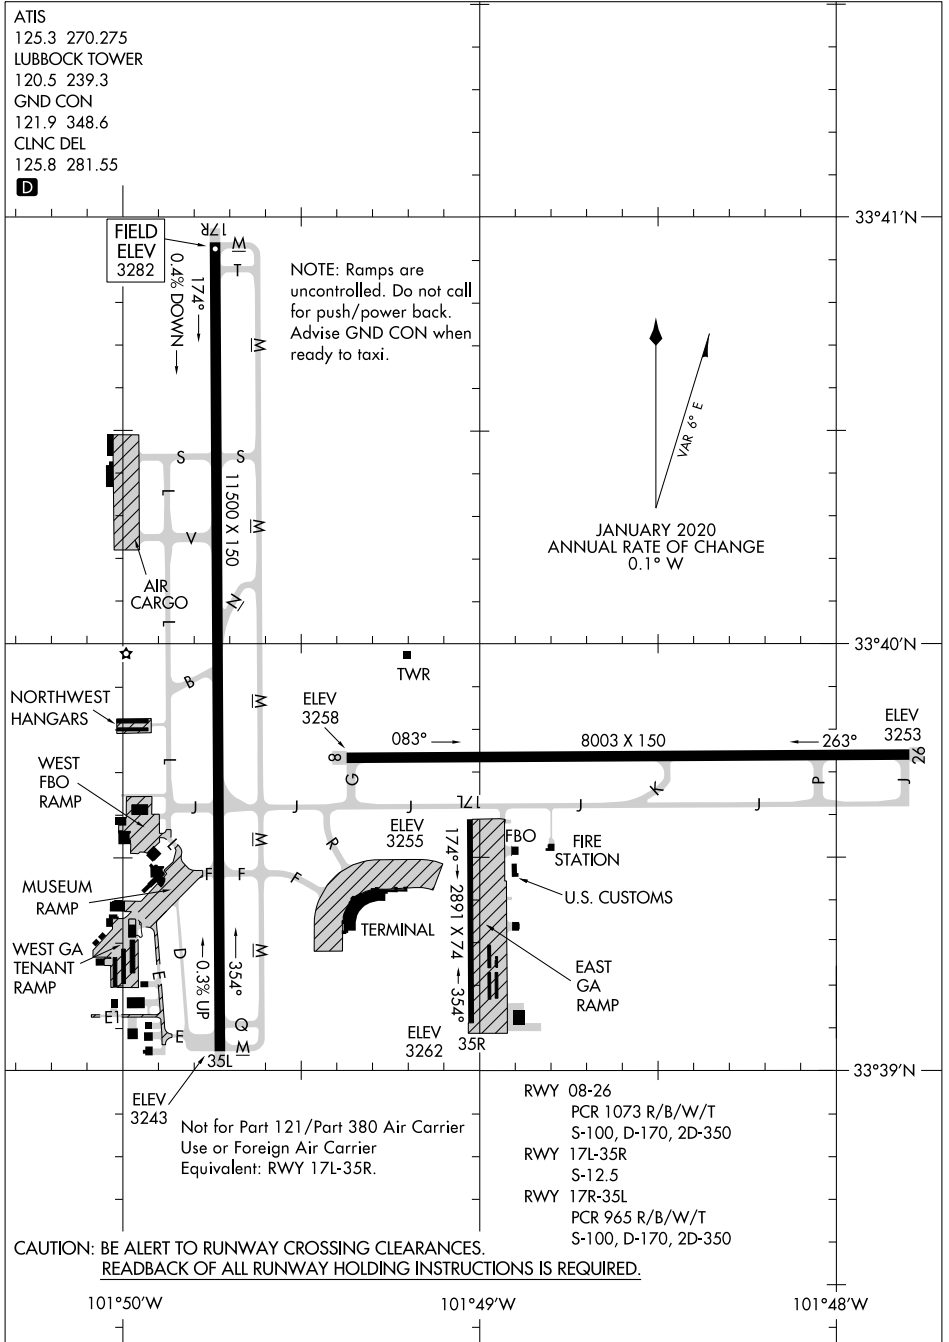 ATIS
125.3 270.275
LUBBOCK TOWER
120.5 239.3
GND CON
121.9 348.6
CLNC DEL
125.8 281.55
D
33°41'N
FIELD
ELEV
3282
17R
M
T
0.4% DOWN
174°
NOTE: Ramps are
uncontrolled. Do not call
for push/power back.
Advise GND CON when
ready to taxi.
M
VAR 6° E
JANUARY 2020
ANNUAL RATE OF CHANGE
0.1° W
S
S
L
11500 X 150
M
V
AIR
CARGO
N
L
33°40'N
TWR
B
M
NORTHWEST
HANGARS
ELEV
3258
ELEV
3253
083°
8003 X 150
263°
8
26
WEST
FBO
RAMP
L
G
K
P
J
J
J
J
J
J
17L
M
R
ELEV
3255
FBO
FIRE
STATION
L
F
F
F
174°
2891 X 74
354°
U.S. CUSTOMS
MUSEUM
RAMP
TERMINAL
WEST GA
TENANT
RAMP
D
E
0.3% UP
354°
M
EAST
GA
RAMP
E1
E
Q
M
35L
ELEV
3262
35R
33°39'N
ELEV
3243
Not for Part 121/Part 380 Air Carrier
Use or Foreign Air Carrier
Equivalent: RWY 17L-35R.
RWY 08-26
PCR 1073 R/B/W/T
S-100, D-170, 2D-350
RWY 17L-35R
S-12.5
RWY 17R-35L
PCR 965 R/B/W/T
S-100, D-170, 2D-350
CAUTION: BE ALERT TO RUNWAY CROSSING CLEARANCES.
READBACK OF ALL RUNWAY HOLDING INSTRUCTIONS IS REQUIRED.
101°50'W
101°49'W
101°48'W